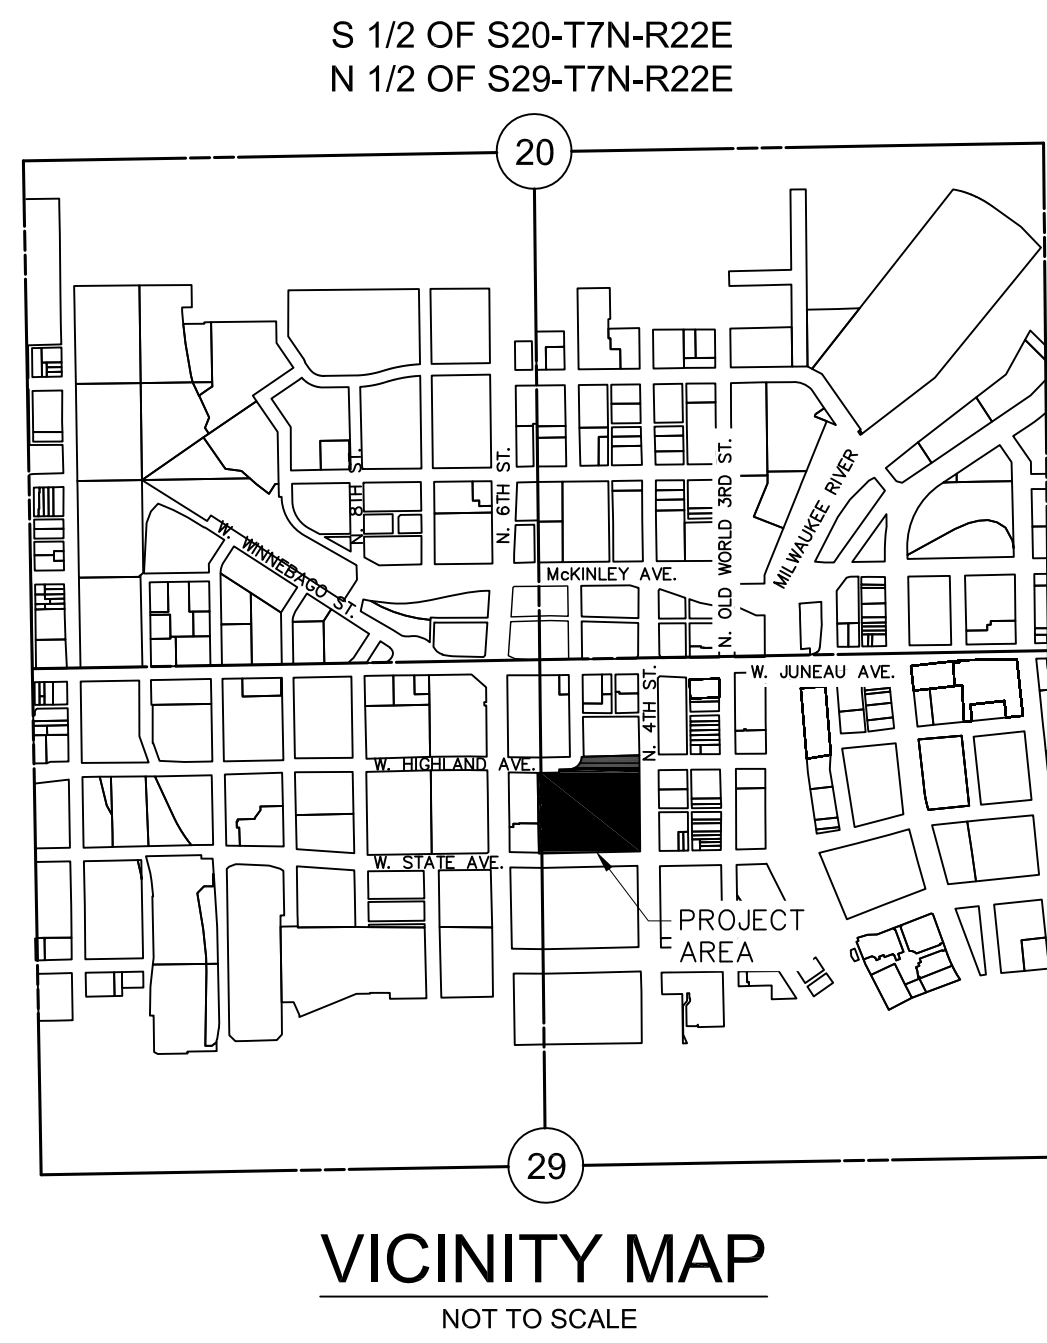 S 1/2 OF S20-T7N-R22E
N 1/2 OF S29-T7N-R22E
20
N. 8TH ST.
N. 6TH ST.
N. OLD WORLD 3RD ST.
MILWAUKEE RIVER
W. WINNEBAGO ST.
McKINLEY AVE.
W. JUNEAU AVE.
N. 4TH ST.
W. HIGHLAND AVE.
W. STATE AVE.
PROJECT
AREA
29
VICINITY MAP
NOT TO SCALE